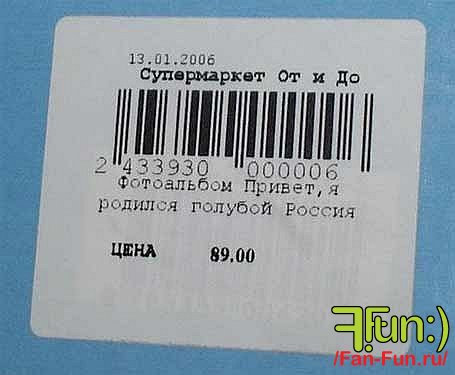 13.01.2006
Супермаркет От и До
2 433930 000006
Фотоальбом Привет,я
родился голубой Россия
ЦЕНА 89.00
Fun:)
/Fan-Fun.ru/